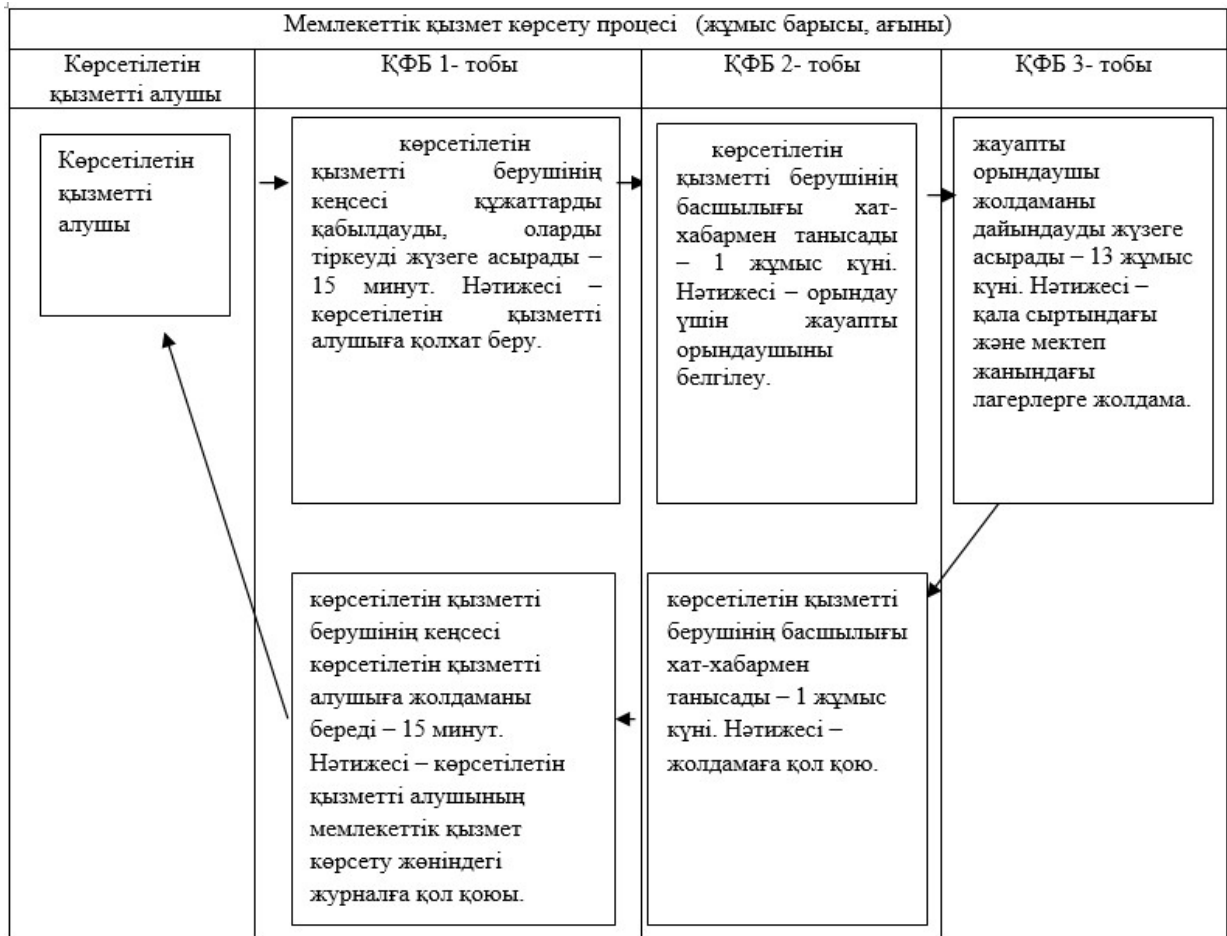 Мемлекеттік қызмет көрсету процесі (жұмыс барысы, ағыны)
Көрсетілетін
қызметті алушы
ҚФБ 1- тобы
ҚФБ 2- тобы
ҚФБ 3- тобы
Көрсетілетін
қызметті
алушы
көрсетілетін
қызметті берушінің
кеңсесі құжаттарды
қабылдауды, оларды
тіркеуді жүзеге асырады –
15 минут. Нәтижесі –
көрсетілетін қызметті
алушыға қолхат беру.
көрсетілетін
қызметті берушінің
басшылығы хат-
хабармен танысады
– 1 жұмыс күні.
Нәтижесі – орындау
үшін жауапты
орындаушыны
белгілеу.
жауапты
орындаушы
жолдаманы
дайындауды жүзеге
асырады – 13 жұмыс
күні. Нәтижесі –
қала сыртындағы
және мектеп
жанындағы
лагерлерге жолдама.
көрсетілетін қызметті
берушінің кеңсесі
көрсетілетін қызметті
алушыға жолдаманы
береді – 15 минут.
Нәтижесі – көрсетілетін
қызметті алушының
мемлекеттік қызмет
көрсету жөніндегі
журналға қол қоюы.
көрсетілетін қызметті
берушінің басшылығы
хат-хабармен
танысады – 1 жұмыс
күні. Нәтижесі –
жолдамаға қол қою.